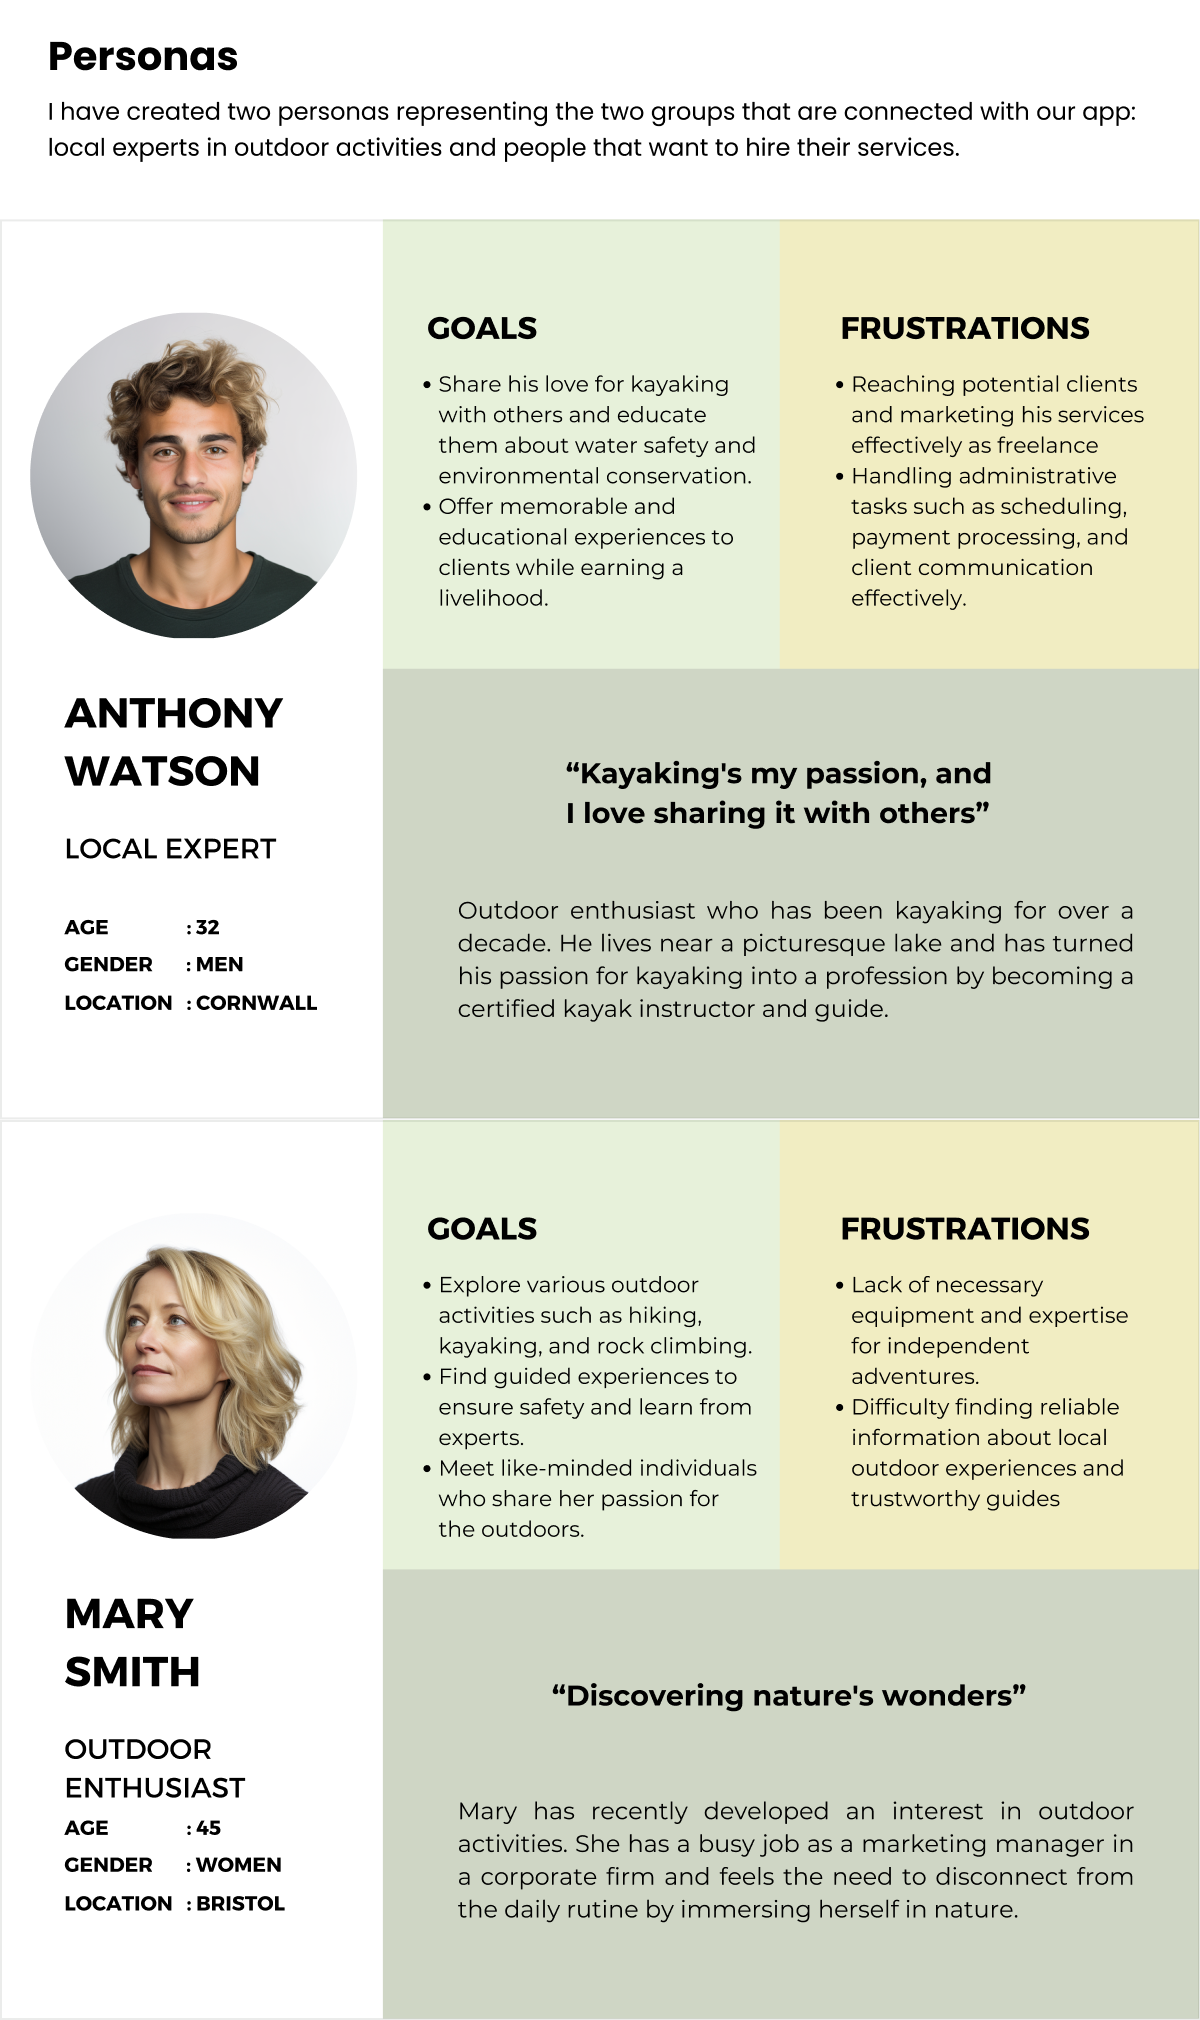 Personas
I have created two personas representing the two groups that are connected with our app:
local experts in outdoor activities and people that want to hire their services.
ANTHONY
WATSON
LOCAL EXPERT
AGE : 32
GENDER : MEN
LOCATION : CORNWALL
GOALS
• Share his love for kayaking
with others and educate
them about water safety and
environmental conservation.
• Offer memorable and
educational experiences to
clients while earning a
livelihood.
FRUSTRATIONS
• Reaching potential clients
and marketing his services
effectively as freelance
• Handling administrative
tasks such as scheduling,
payment processing, and
client communication
effectively.
“Kayaking's my passion, and
I love sharing it with others”
Outdoor enthusiast who has been kayaking for over a
decade. He lives near a picturesque lake and has turned
his passion for kayaking into a profession by becoming a
certified kayak instructor and guide.
MARY
SMITH
OUTDOOR
ENTHUSIAST
AGE : 45
GENDER : WOMEN
LOCATION : BRISTOL
GOALS
• Explore various outdoor
activities such as hiking,
kayaking, and rock climbing.
• Find guided experiences to
ensure safety and learn from
experts.
• Meet like-minded individuals
who share her passion for
the outdoors.
FRUSTRATIONS
• Lack of necessary
equipment and expertise
for independent
adventures.
• Difficulty finding reliable
information about local
outdoor experiences and
trustworthy guides
“Discovering nature's wonders”
Mary has recently developed an interest in outdoor
activities. She has a busy job as a marketing manager in
a corporate firm and feels the need to disconnect from
the daily rutine by immersing herself in nature.